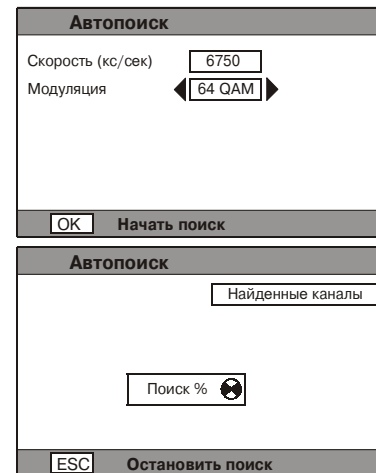 Автопоиск
Скорость (кс/сек) 6750
Модуляция 64 QAM
OK Начать поиск
Автопоиск
Найденные каналы
Поиск %
ESC Остановить поиск